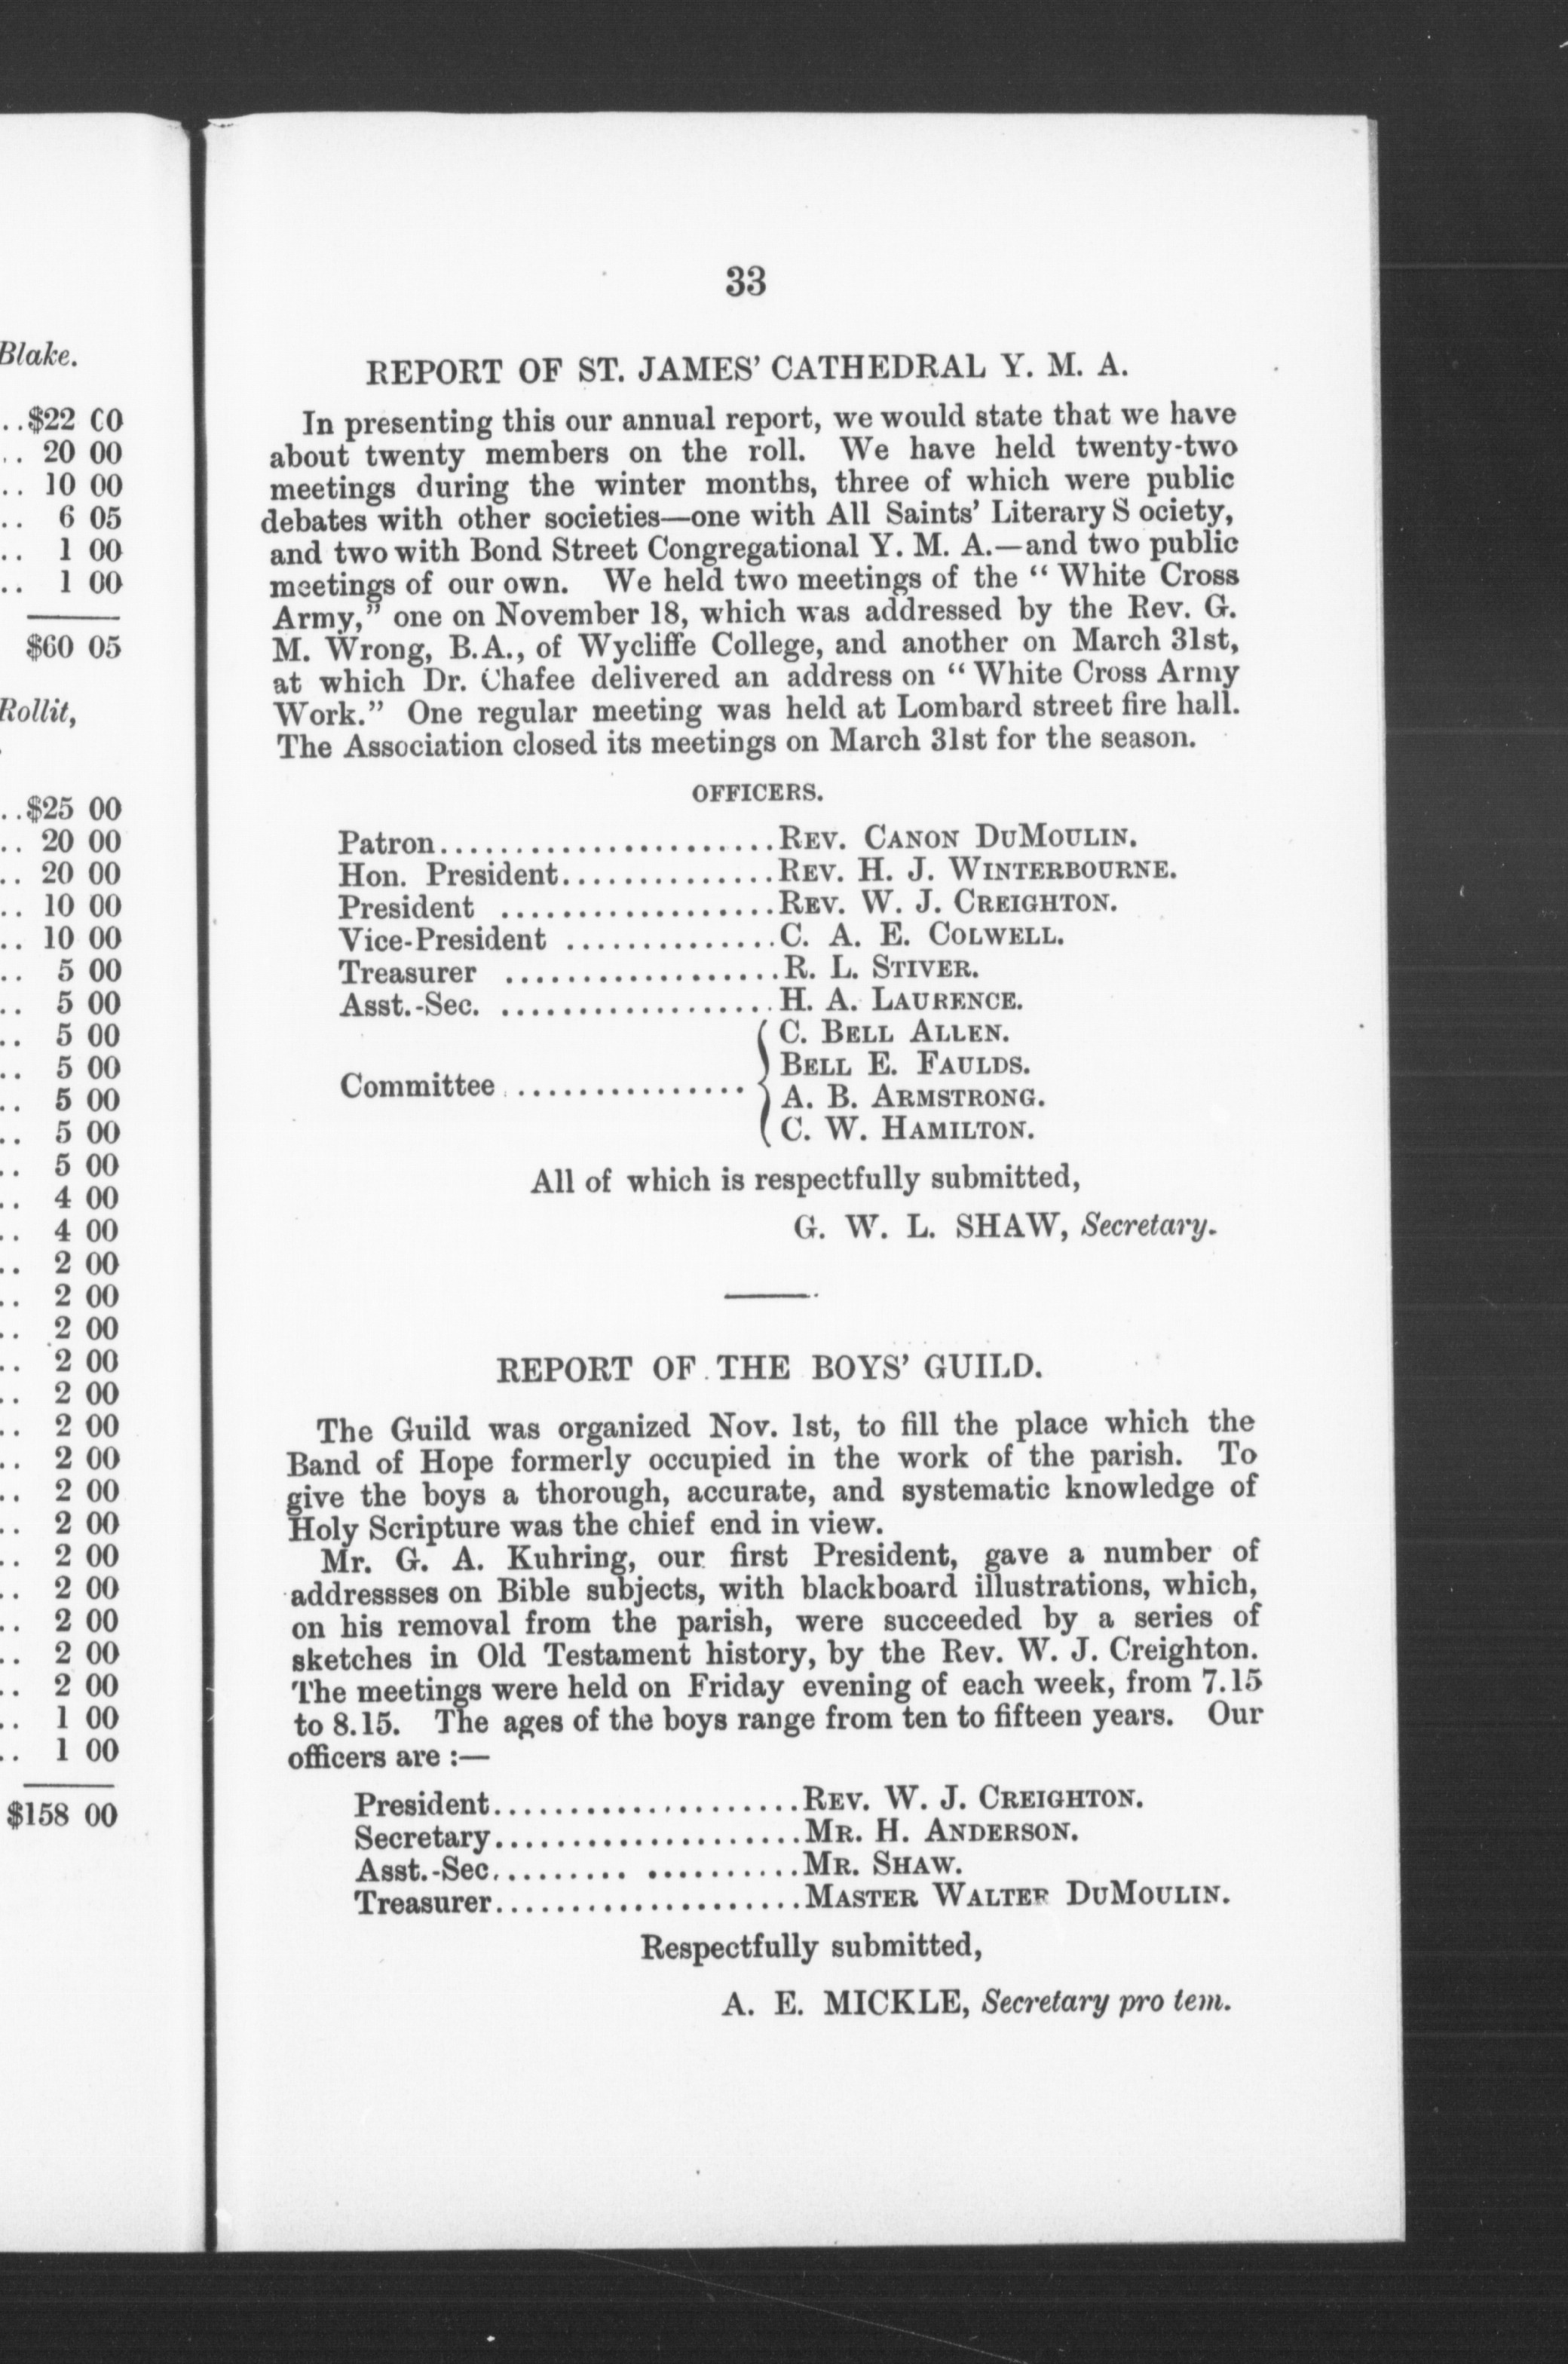 Blake.
..$22 00
.. 20 00
.. 10 00
.. 6 05
.. 1 00
.. 1 00
$60 05
Rollit,
..$25 00
.. 20 00
.. 20 00
.. 10 00
.. 10 00
.. 5 00
.. 5 00
.. 5 00
.. 5 00
.. 5 00
.. 5 00
.. 5 00
.. 4 00
.. 4 00
.. 2 00
.. 2 00
.. 2 00
.. 2 00
.. 2 00
.. 2 00
.. 2 00
.. 2 00
.. 2 00
.. 2 00
.. 2 00
.. 2 00
.. 2 00
.. 2 00
.. 1 00
.. 1 00
$158 00
33
REPORT OF ST. JAMES' CATHEDRAL Y. M. A.
In presenting this our annual report, we would state that we have
about twenty members on the roll. We have held twenty-two
meetings during the winter months, three of which were public
debates with other societies—one with All Saints' Literary S ociety,
and two with Bond Street Congregational Y. M. A.—and two public
meetings of our own. We held two meetings of the “ White Cross
Army,” one on November 18, which was addressed by the Rev. G.
M. Wrong, B.A., of Wycliffe College, and another on March 31st,
at which Dr. Chafee delivered an address on “ White Cross Army
Work.” One regular meeting was held at Lombard street fire hall.
The Association closed its meetings on March 31st for the season.
OFFICERS.
Patron......................REV. CANON DUMOULIN.
Hon. President..............REV. H. J. WINTERBOURNE.
President ..................REV. W. J. CREIGHTON.
Vice-President ..............C. A. E. COLWELL.
Treasurer ..................R. L. STIVER.
Asst.-Sec. ..................H. A. LAURENCE.
Committee ................ { C. BELL ALLEN.
BELL E. FAULDS.
A. B. ARMSTRONG.
C. W. HAMILTON.
All of which is respectfully submitted,
G. W. L. SHAW, Secretary.
REPORT OF THE BOYS' GUILD.
The Guild was organized Nov. 1st, to fill the place which the
Band of Hope formerly occupied in the work of the parish. To
give the boys a thorough, accurate, and systematic knowledge of
Holy Scripture was the chief end in view.
Mr. G. A. Kuhring, our first President, gave a number of
addressses on Bible subjects, with blackboard illustrations, which,
on his removal from the parish, were succeeded by a series of
sketches in Old Testament history, by the Rev. W. J. Creighton.
The meetings were held on Friday evening of each week, from 7.15
to 8.15. The ages of the boys range from ten to fifteen years. Our
officers are :—
President....................REV. W. J. CREIGHTON.
Secretary....................MR. H. ANDERSON.
Asst.-Sec......... ..........MR. SHAW.
Treasurer....................MASTER WALTER DUMOULIN.
Respectfully submitted,
A. E. MICKLE, Secretary pro tem.